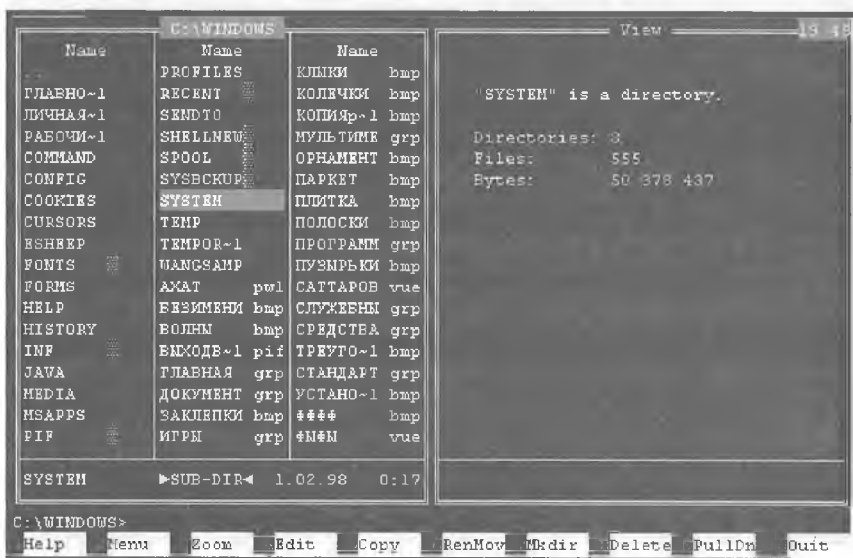 C:\WINDOWS
View
Name Name Name
.. PROFILES КЛЫКИ bmp
ГЛАВНО~1 RECENT КОЛЕЧКИ bmp
ЛИЧНАЯ~1 SENDTO КОПИЯр~1 bmp
РАБОЧИ~1 SHELLNEW МУЛЬТИМЕ grp
COMMAND SPOOL ОРНАМЕНТ bmp
CONFIG SYSBCKUP ПАРКЕТ bmp
COOKIES SYSTEM ПЛИТКА bmp
CURSORS TEMP ПОЛОСКИ bmp
ESHEEP TEMPOR~1 ПРОГРАММ grp
FONTS WANGSAMP ПУЗЫРЬКИ bmp
FORMS AXAT pwl САТТАРОВ vue
HELP БЕЗИМЕНИ bmp СЛУЖЕБНЫ grp
HISTORY ВОЛНЫ bmp СРЕДСТВА grp
INF ВЫХОДВ~1 pif ТРЕУГО~1 bmp
JAVA ГЛАВНАЯ grp СТАНДАРТ grp
MEDIA ДОКУМЕНТ grp УСТАНО~1 bmp
MSAPPS ЗАКЛЕПКИ bmp ФФФФ bmp
PIF ИГРЫ grp ФЫФЫ vue
SYSTEM ►SUB-DIR◄ 1.02.98 0:17
"SYSTEM" is a directory.
Directories: 3
Files: 555
Bytes: 50 378 437
C:\WINDOWS>
Help Menu Zoom Edit Copy RenMov Mkdir Delete PullDn Quit